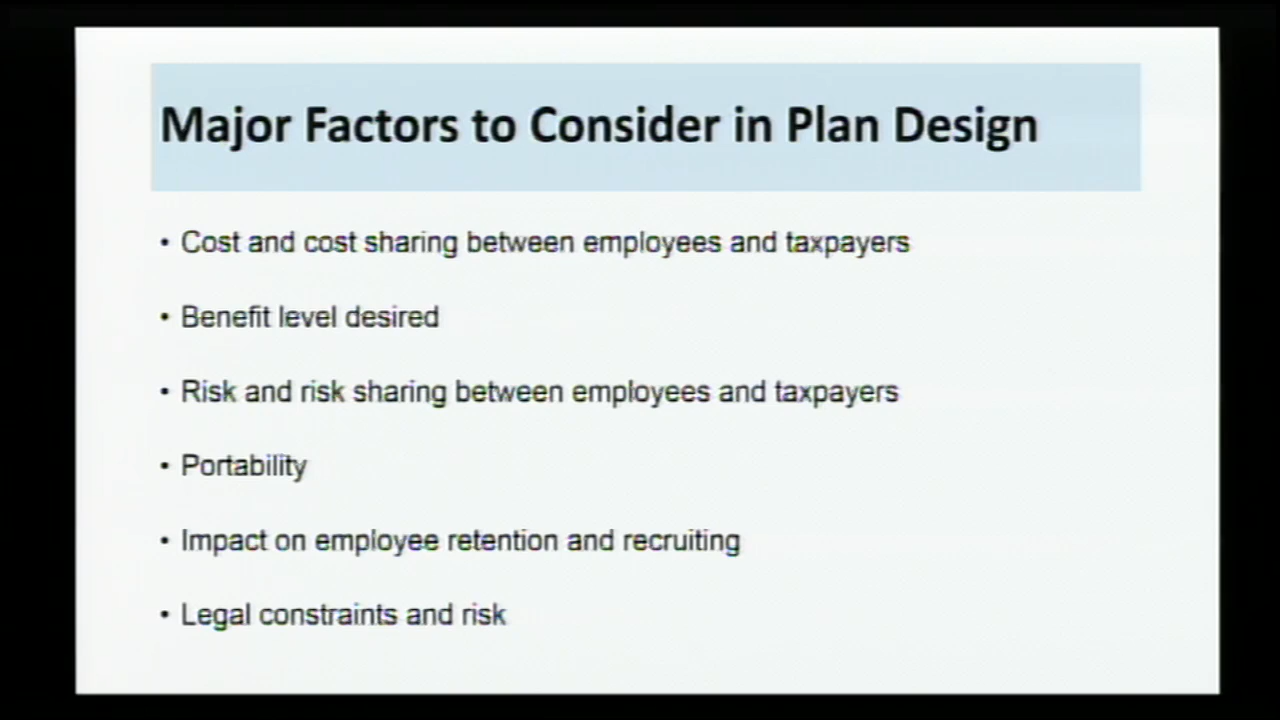 Major Factors to Consider in Plan Design
• Cost and cost sharing between employees and taxpayers
• Benefit level desired
• Risk and risk sharing between employees and taxpayers
• Portability
• Impact on employee retention and recruiting
• Legal constraints and risk